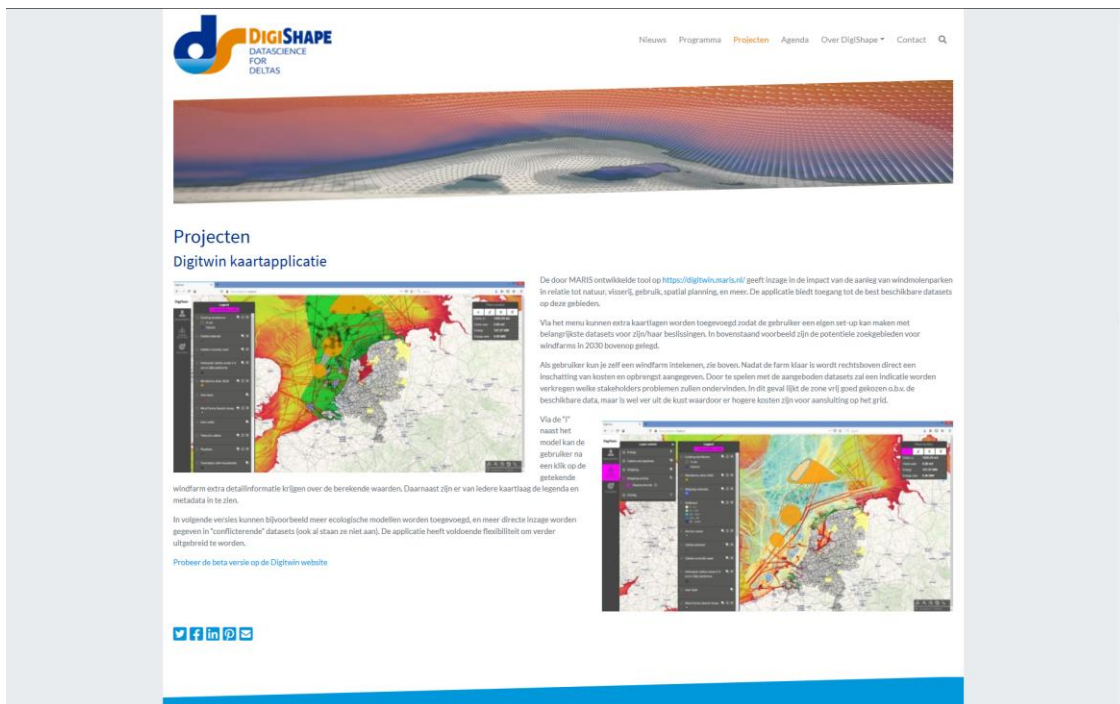 DIGISHAPE
DATASCIENCE
FOR
DELTAS
Nieuws Programma Projecten Agenda Over DigiShape Contact
Projecten
Digitwin kaartapplicatie
De door MARIS ontwikkelde tool op https://digitwin.maris.nl/ geeft inzage in de impact van de aanleg van windmolenparken
in relatie tot natuur, visserij, gebruik, spatial planning, en meer. De applicatie biedt toegang tot de best beschikbare datasets
op deze gebieden.
Via het menu kunnen extra kaartlagen worden toegevoegd zodat de gebruiker een eigen set-up kan maken met
belangrijkste datasets voor zijn/haar beslissingen. In bovenstaand voorbeeld zijn de potentiele zoekgebieden voor
windfarms in 2030 bovenop gelegd.
Als gebruiker kun je zelf een windfarm intekenen, zie boven. Nadat de farm klaar is wordt rechtsboven direct een
inschatting van kosten en opbrengst aangegeven. Door te spelen met de aangeboden datasets zal een indicatie worden
verkregen welke stakeholders problemen zullen ondervinden. In dit geval lijkt de zone vrij goed gekozen o.b.v. de
beschikbare data, maar is wel ver uit de kust waardoor er hogere kosten zijn voor aansluiting op het grid.
Via de "i"
naast het
model kan de
gebruiker na
een klik op de
getekende
windfarm extra detailinformatie krijgen over de berekende waarden. Daarnaast zijn er van iedere kaartlaag de legenda en
metadata in te zien.
In volgende versies kunnen bijvoorbeeld meer ecologische modellen worden toegevoegd, en meer directe inzage worden
gegeven in "conflicterende" datasets (ook al staan ze niet aan). De applicatie heeft voldoende flexibiliteit om verder
uitgebreid te worden.
Probeer de beta versie op de Digitwin website